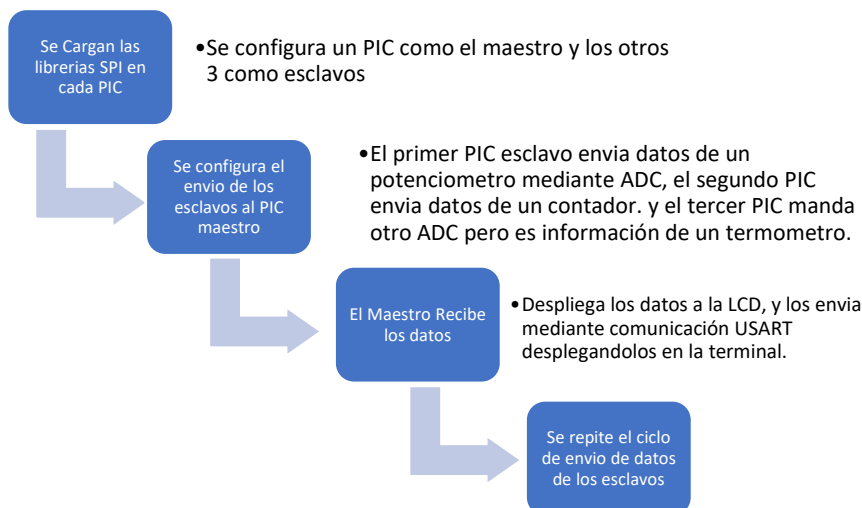 Se Cargan las
librerias SPI en
cada PIC
•Se configura un PIC como el maestro y los otros
3 como esclavos
Se configura el
envio de los
esclavos al PIC
maestro
•El primer PIC esclavo envia datos de un
potenciometro mediante ADC, el segundo PIC
envia datos de un contador. y el tercer PIC manda
otro ADC pero es información de un termometro.
El Maestro Recibe
los datos
•Despliega los datos a la LCD, y los envia
mediante comunicación USART
desplegandolos en la terminal.
Se repite el ciclo
de envio de datos
de los esclavos